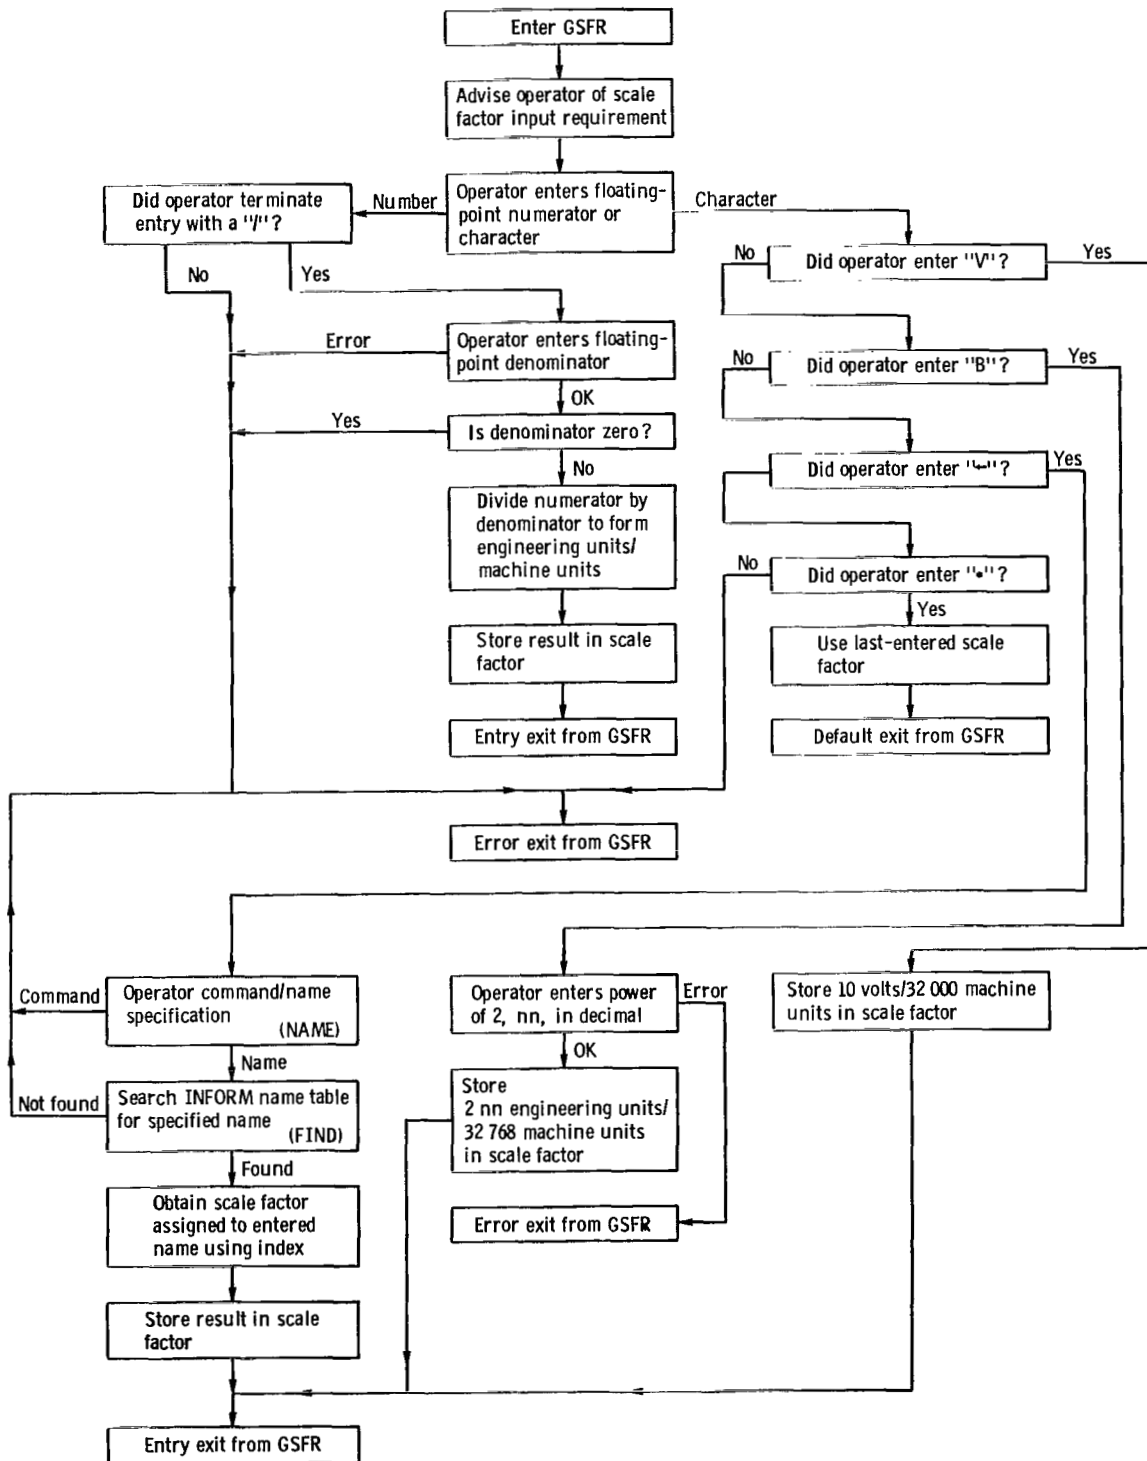 Enter GSFR
Advise operator of scale
factor input requirement
Operator enters floating-
point numerator or
character
Number
Character
Did operator terminate
entry with a "/"?
No
Yes
Did operator enter "V"?
No
Yes
Operator enters floating-
point denominator
Error
OK
Did operator enter "B"?
No
Yes
Is denominator zero?
Yes
No
Did operator enter "←"?
Yes
Divide numerator by
denominator to form
engineering units/
machine units
Did operator enter "•"?
No
Yes
Store result in scale
factor
Use last-entered scale
factor
Entry exit from GSFR
Default exit from GSFR
Error exit from GSFR
Operator command/name
specification
(NAME)
Command
Name
Operator enters power
of 2, nn, in decimal
Error
OK
Store 10 volts/32 000 machine
units in scale factor
Search INFORM name table
for specified name
(FIND)
Not found
Found
Store
2 nn engineering units/
32 768 machine units
in scale factor
Obtain scale factor
assigned to entered
name using index
Error exit from GSFR
Store result in scale
factor
Entry exit from GSFR